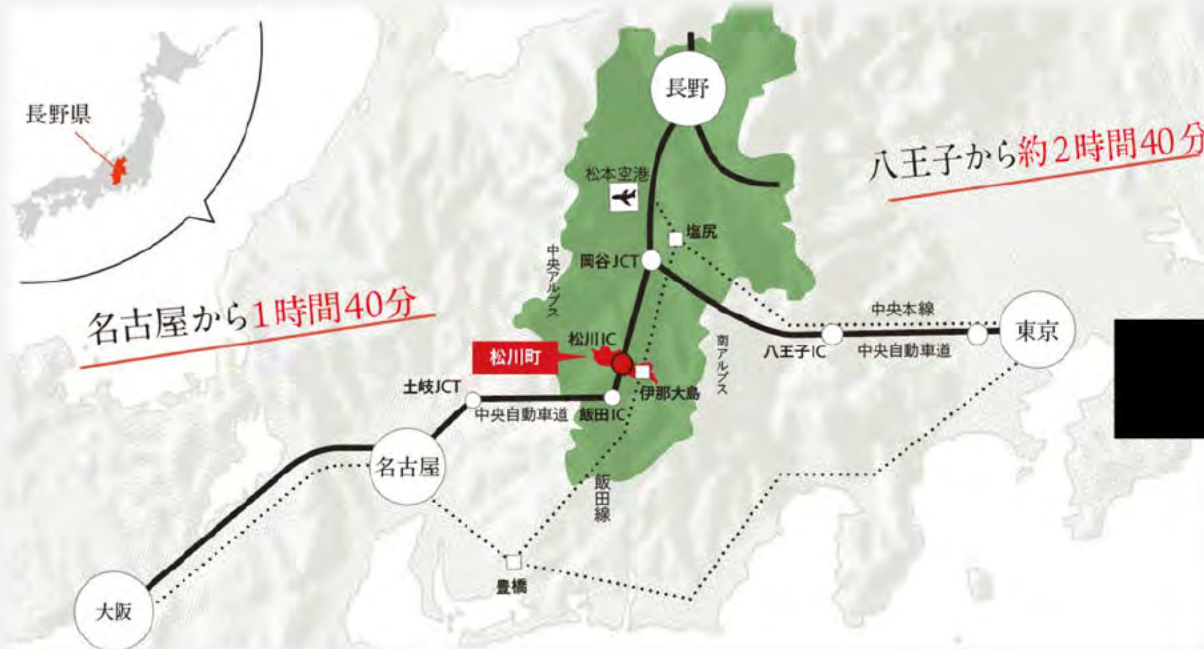 長野県
長野
八王子から約2時間40分
松本空港
塩尻
岡谷JCT
中央アルプス
名古屋から1時間40分
中央本線
東京
松川IC
八王子IC
中央自動車道
南アルプス
松川町
伊那大島
土岐JCT
中央自動車道
飯田IC
名古屋
飯田線
豊橋
大阪